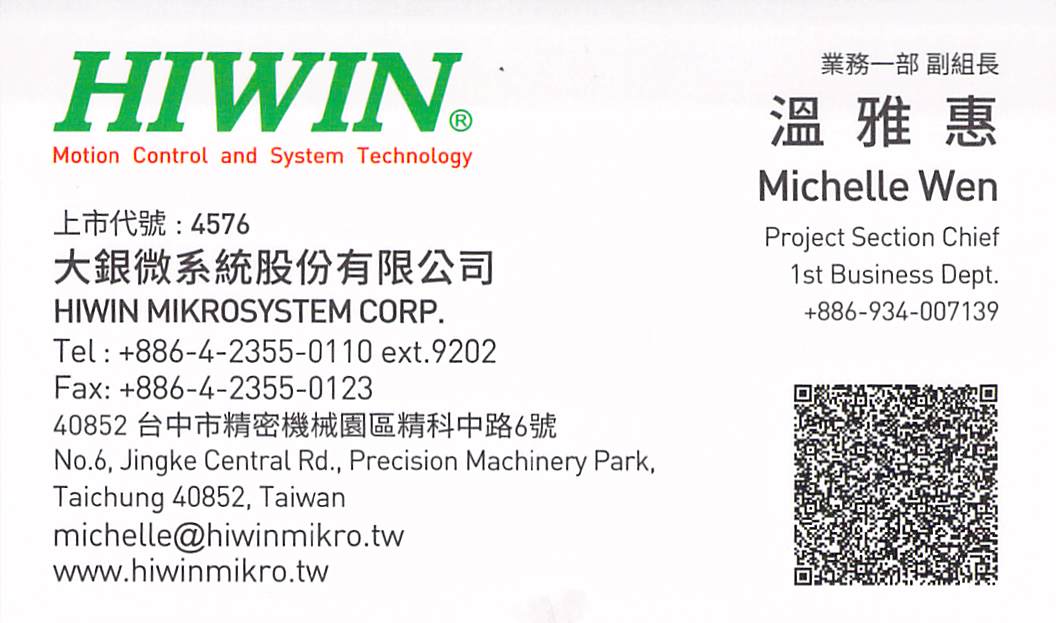 HIWIN®
Motion Control and System Technology
上市代號 : 4576
大銀微系統股份有限公司
HIWIN MIKROSYSTEM CORP.
Tel : +886-4-2355-0110 ext.9202
Fax: +886-4-2355-0123
40852 台中市精密機械園區精科中路6號
No.6, Jingke Central Rd., Precision Machinery Park,
Taichung 40852, Taiwan
michelle@hiwinmikro.tw
www.hiwinmikro.tw
業務一部 副組長
溫雅惠
Michelle Wen
Project Section Chief
1st Business Dept.
+886-934-007139